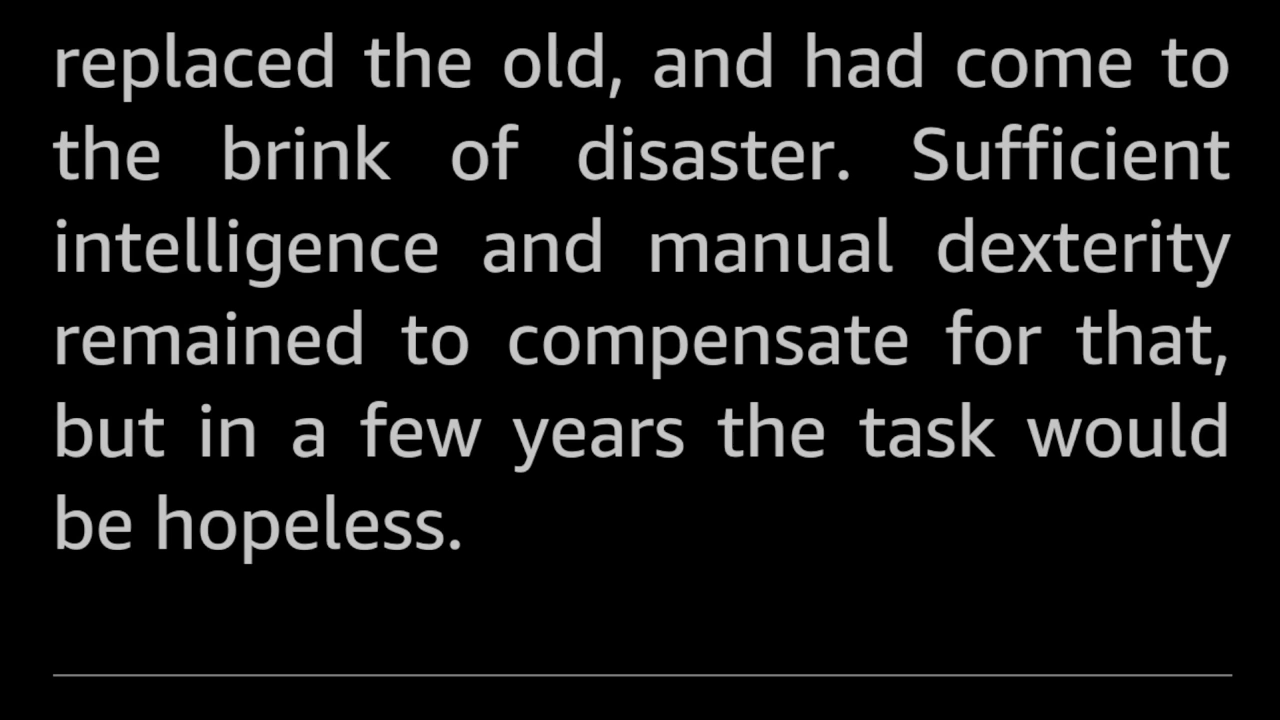 replaced the old, and had come to
the brink of disaster. Sufficient
intelligence and manual dexterity
remained to compensate for that,
but in a few years the task would
be hopeless.